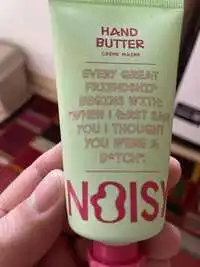 HAND
BUTTER
CRÈME MAINS
EVERY GREAT
FRIENDSHIP
BEGINS WITH:
"WHEN I FIRST SAW
YOU I THOUGHT
YOU WERE A
B*TCH".
NOISY